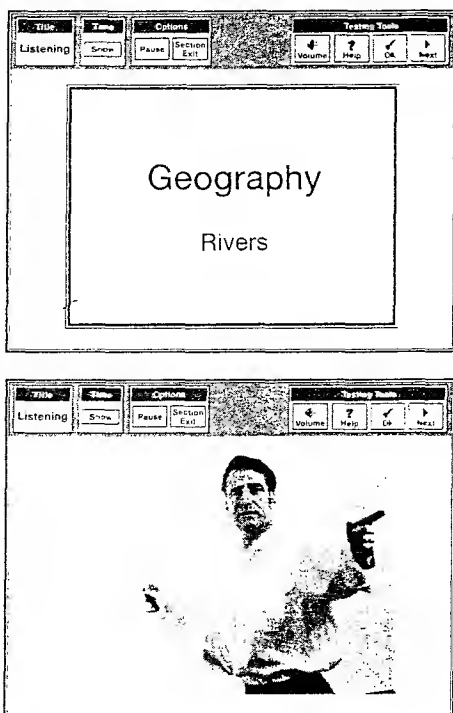 Title Time Options Testing Tools
Listening Show Pause Section Exit Volume Help Ok Next
Geography
Rivers
Title Time Options Testing Tools
Listening Show Pause Section Exit Volume Help Ok Next